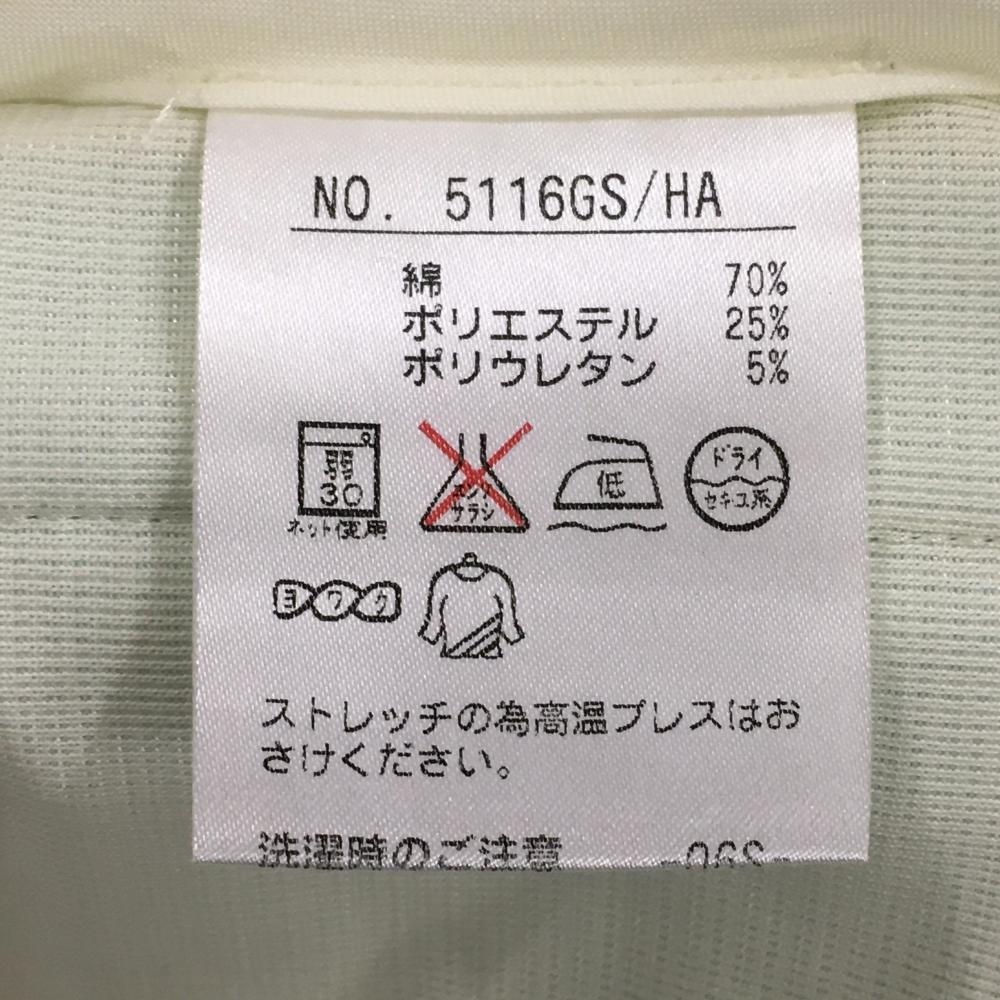 NO. 5116GS/HA
綿 70%
ポリエステル 25%
ポリウレタン 5%
弱
30
ネット使用
エンソ
サラシ
低
ドライ
セキユ系
ヨワク
ストレッチの為高温プレスはお
さけください。
洗濯時のご注意